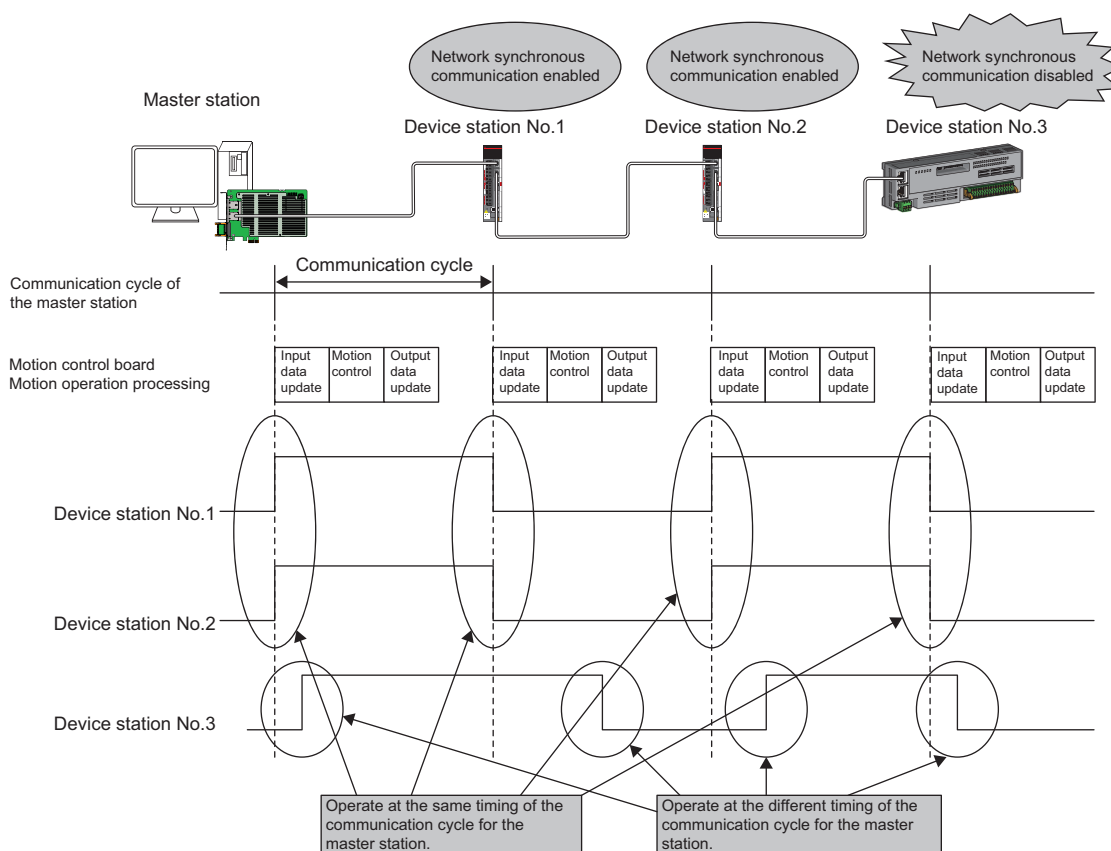 Network synchronous
communication enabled
Network synchronous
communication enabled
Network synchronous
communication disabled
Master station
Device station No.1
Device station No.2
Device station No.3
Communication cycle
Communication cycle of
the master station
Motion control board
Motion operation processing
Input
data
update
Motion
control
Output
data
update
Input
data
update
Motion
control
Output
data
update
Input
data
update
Motion
control
Output
data
update
Input
data
update
Motion
control
Output
data
update
Device station No.1
Device station No.2
Device station No.3
Operate at the same timing of the
communication cycle for the
master station.
Operate at the different timing of the
communication cycle for the master
station.